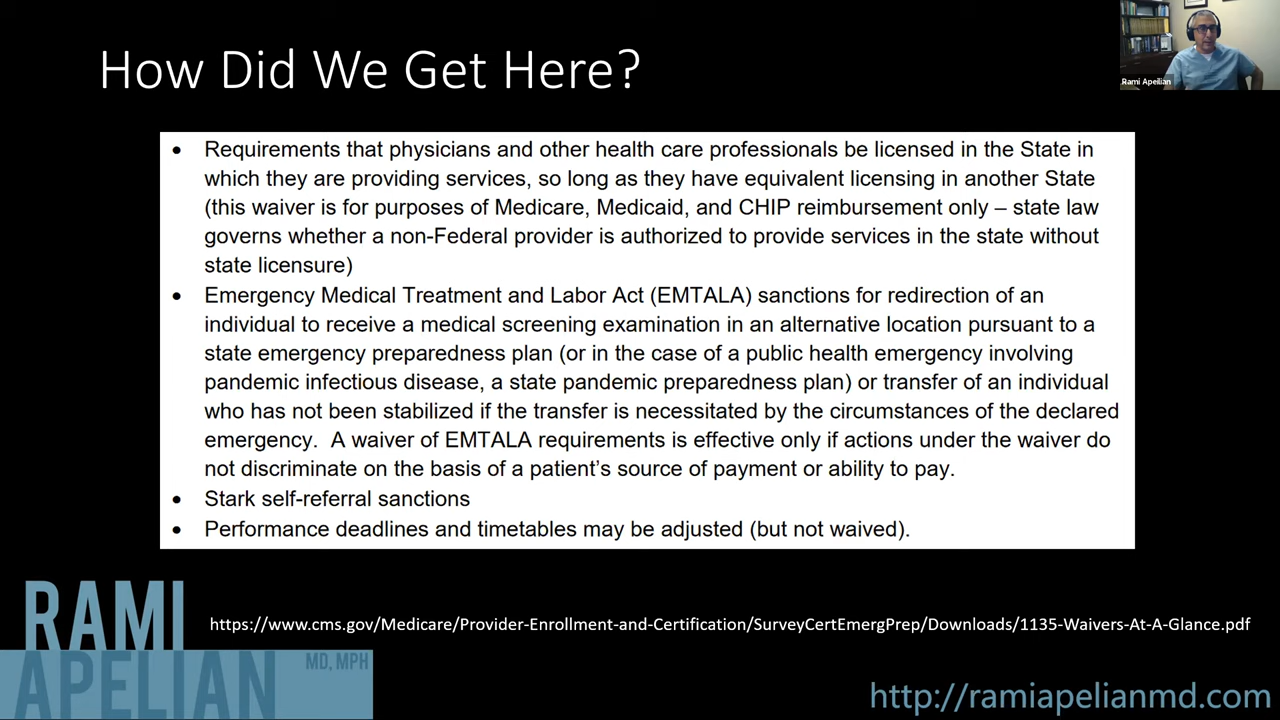 How Did We Get Here?
Rami Apelian
• Requirements that physicians and other health care professionals be licensed in the State in
which they are providing services, so long as they have equivalent licensing in another State
(this waiver is for purposes of Medicare, Medicaid, and CHIP reimbursement only – state law
governs whether a non-Federal provider is authorized to provide services in the state without
state licensure)
• Emergency Medical Treatment and Labor Act (EMTALA) sanctions for redirection of an
individual to receive a medical screening examination in an alternative location pursuant to a
state emergency preparedness plan (or in the case of a public health emergency involving
pandemic infectious disease, a state pandemic preparedness plan) or transfer of an individual
who has not been stabilized if the transfer is necessitated by the circumstances of the declared
emergency.  A waiver of EMTALA requirements is effective only if actions under the waiver do
not discriminate on the basis of a patient’s source of payment or ability to pay.
• Stark self-referral sanctions
• Performance deadlines and timetables may be adjusted (but not waived).
https://www.cms.gov/Medicare/Provider-Enrollment-and-Certification/SurveyCertEmergPrep/Downloads/1135-Waivers-At-A-Glance.pdf
RAMI
APELIAN
MD, MPH
http://ramiapelianmd.com